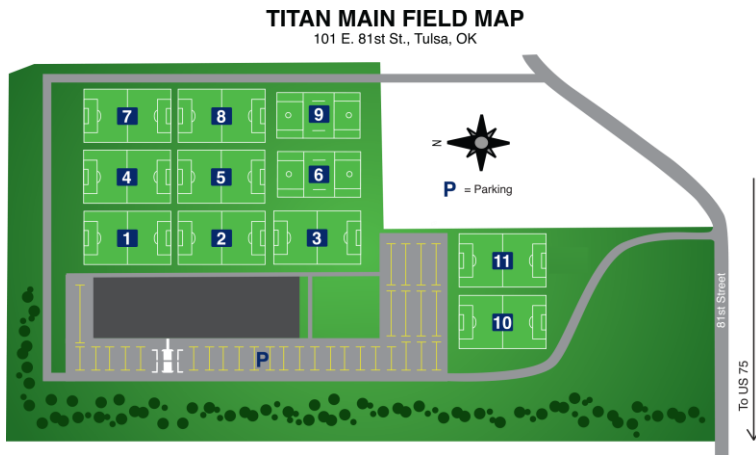 TITAN MAIN FIELD MAP
101 E. 81st St., Tulsa, OK
7
8
9
N
4
5
6
P = Parking
1
2
3
11
81st Street
10
P
To US 75